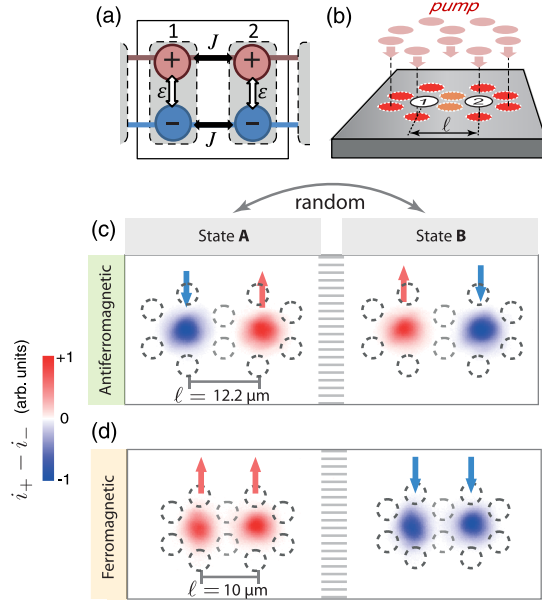 (a)
1
2
J
+
+
ε
ε
−
−
J
(b)
pump
1
2
ℓ
random
(c)
State A
State B
Antiferromagnetic
ℓ = 12.2 µm
i₊ − i₋ (arb. units)
+1
0
-1
(d)
Ferromagnetic
ℓ = 10 µm